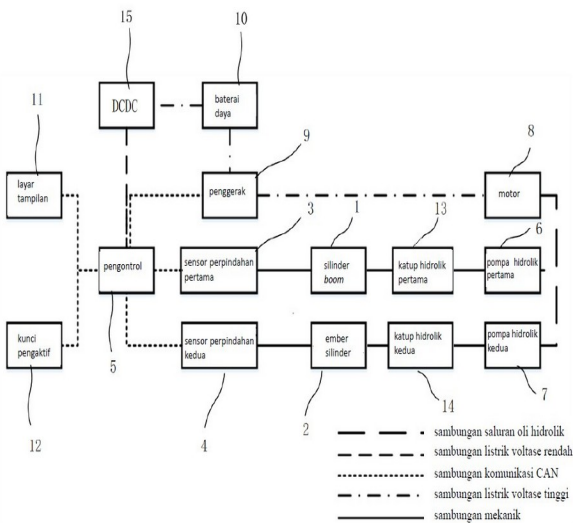 15
10
DCDC
baterai
daya
11
9
8
layar
tampilan
penggerak
motor
3
1
13
6
pengontrol
sensor perpindahan
pertama
silinder
boom
katup hidrolik
pertama
pompa hidrolik
pertama
5
kunci
pengaktif
sensor perpindahan
kedua
ember
silinder
katup hidrolik
kedua
pompa hidrolik
kedua
12
4
2
14
7
sambungan saluran oli hidrolik
sambungan listrik voltase rendah
sambungan komunikasi CAN
sambungan listrik voltase tinggi
sambungan mekanik